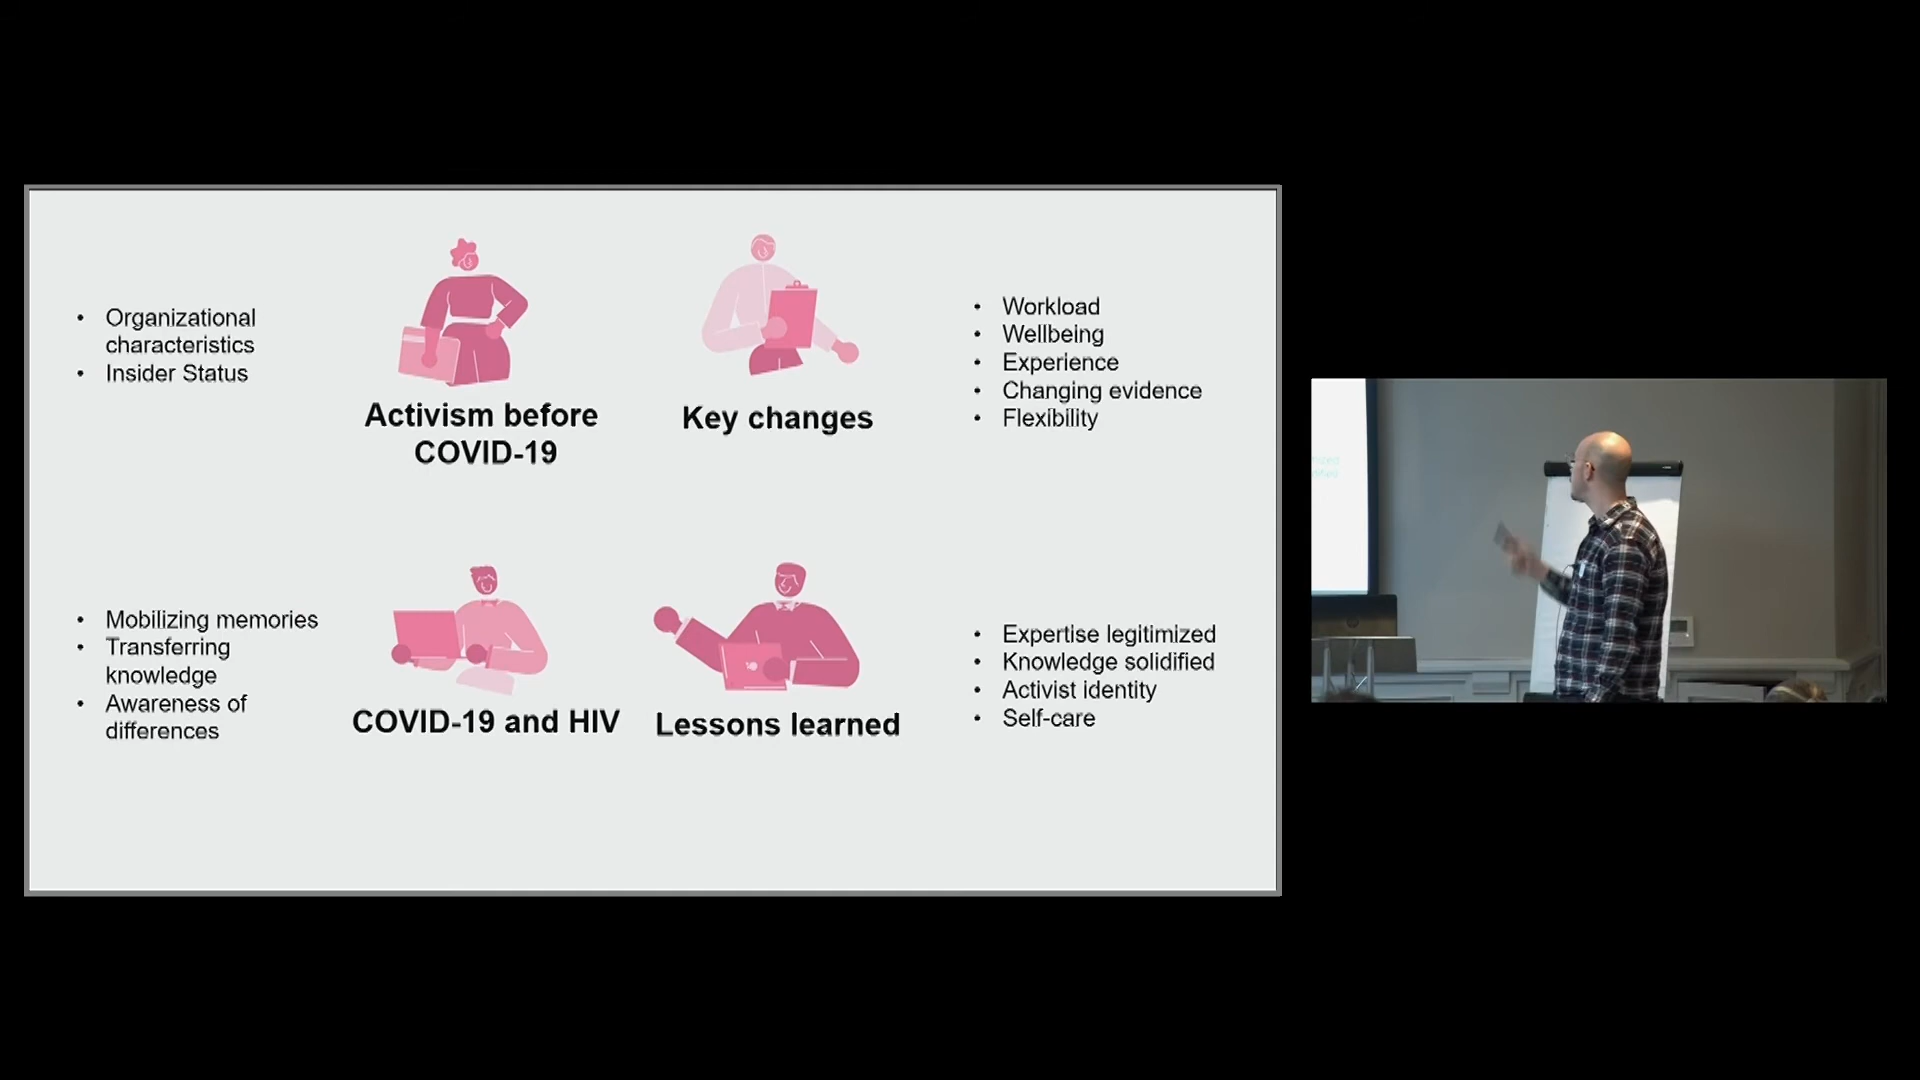 • Organizational
characteristics
• Insider Status
Activism before
COVID-19
Key changes
• Workload
• Wellbeing
• Experience
• Changing evidence
• Flexibility
• Mobilizing memories
• Transferring
knowledge
• Awareness of
differences
COVID-19 and HIV
Lessons learned
• Expertise legitimized
• Knowledge solidified
• Activist identity
• Self-care